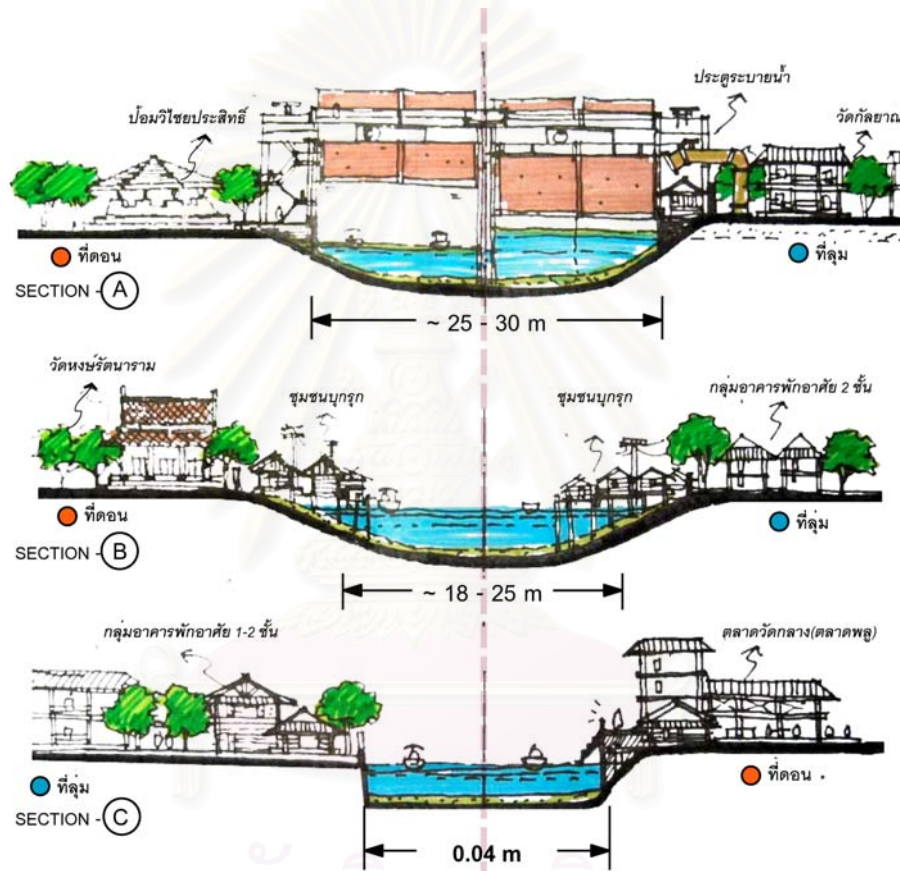 ป้อมวิไชยประสิทธิ์
ประตูระบายน้ำ
วัดกัลยาณ
ที่ดอน
ที่ลุ่ม
SECTION - A
~ 25 - 30 m
วัดหงษ์รัตนาราม
ชุมชนบุกรุก
ชุมชนบุกรุก
กลุ่มอาคารพักอาศัย 2 ชั้น
ที่ดอน
ที่ลุ่ม
SECTION - B
~ 18 - 25 m
กลุ่มอาคารพักอาศัย 1-2 ชั้น
ตลาดวัดกลาง(ตลาดพลู)
ที่ลุ่ม
ที่ดอน
SECTION - C
0.04 m